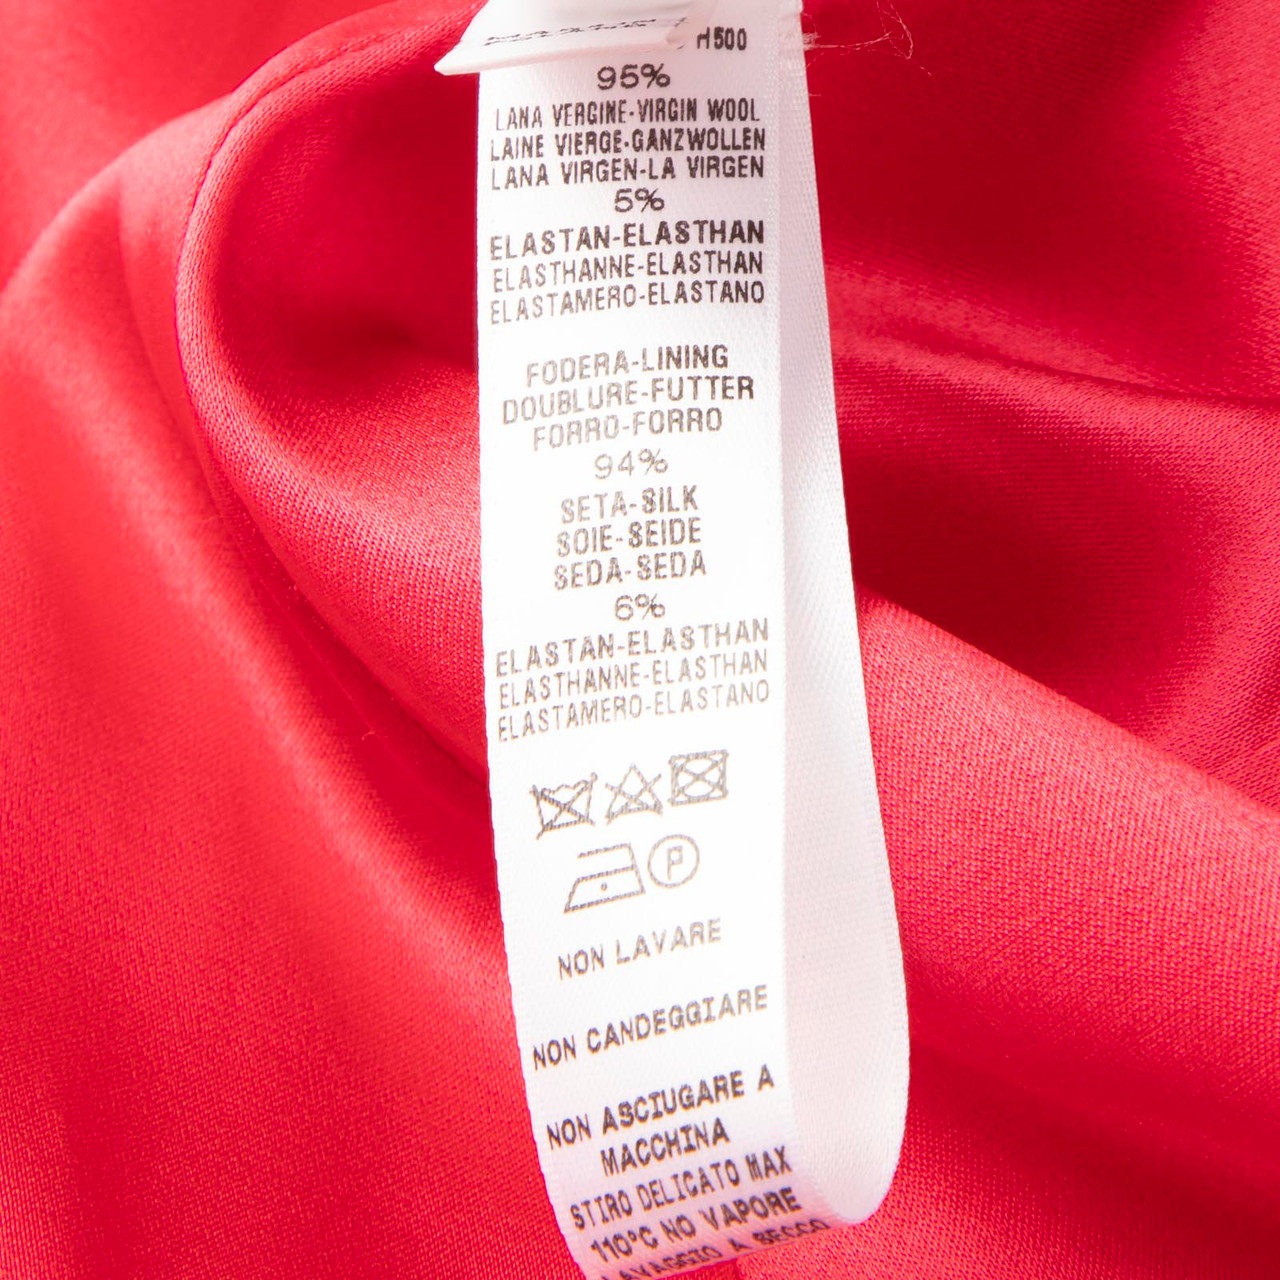 H500
95%
LANA VERGINE-VIRGIN WOOL
LAINE VIERGE-GANZWOLLEN
LANA VIRGEN-LA VIRGEN
5%
ELASTAN-ELASTHAN
ELASTHANNE-ELASTHAN
ELASTAMERO-ELASTANO
FODERA-LINING
DOUBLURE-FUTTER
FORRO-FORRO
94%
SETA-SILK
SOIE-SEIDE
SEDA-SEDA
6%
ELASTAN-ELASTHAN
ELASTHANNE-ELASTHAN
ELASTAMERO-ELASTANO
P
NON LAVARE
NON CANDEGGIARE
NON ASCIUGARE A
MACCHINA
STIRO DELICATO MAX
110°C NO VAPORE
LAVAGGIO A SECCO